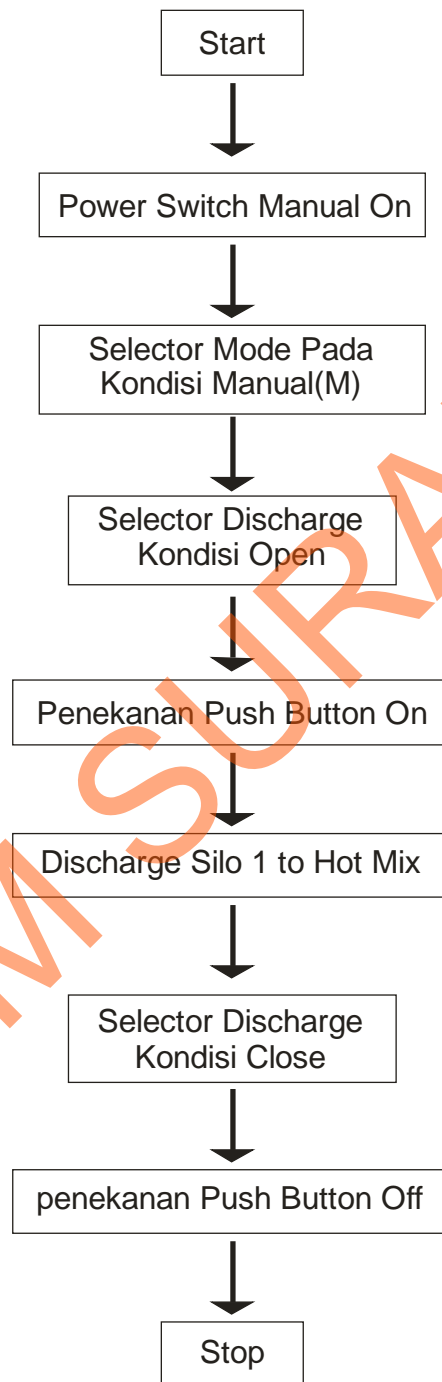 Start
Power Switch Manual On
Selector Mode Pada
Kondisi Manual(M)
Selector Discharge
Kondisi Open
Penekanan Push Button On
Discharge Silo 1 to Hot Mix
Selector Discharge
Kondisi Close
penekanan Push Button Off
Stop
M SURA